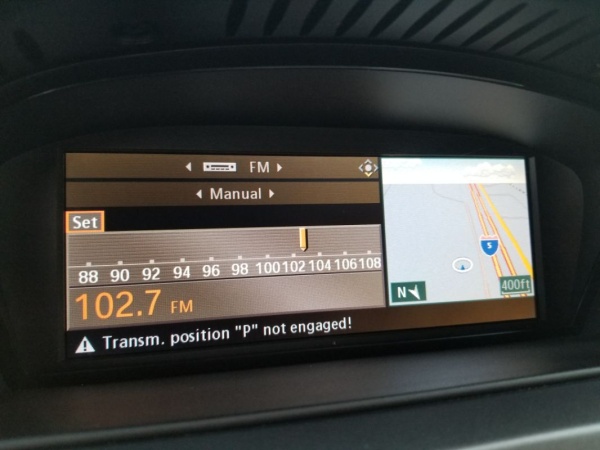 FM
Manual
Set
88 90 92 94 96 98 100 102 104 106 108
102.7 FM
Transm. position "P" not engaged!
5
N
400ft